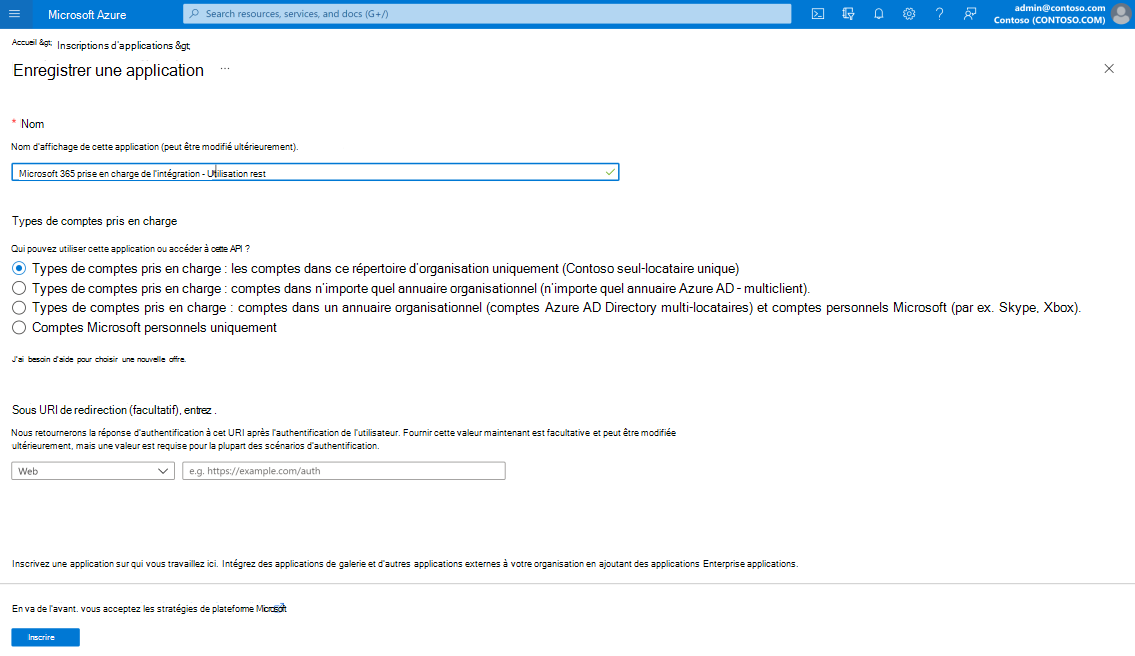 Microsoft Azure
Search resources, services, and docs (G+/)
admin@contoso.com
Contoso (CONTOSO.COM)
Accueil &gt; Inscriptions d'applications &gt;
Enregistrer une application ...
* Nom
Nom d'affichage de cette application (peut être modifié ultérieurement).
Microsoft 365 prise en charge de l'intégration - Utilisation rest
Types de comptes pris en charge
Qui pouvez utiliser cette application ou accéder à cette API ?
Types de comptes pris en charge : les comptes dans ce répertoire d'organisation uniquement (Contoso seul-locataire unique)
Types de comptes pris en charge : comptes dans n'importe quel annuaire organisationnel (n'importe quel annuaire Azure AD - multiclient).
Types de comptes pris en charge : comptes dans un annuaire organisationnel (comptes Azure AD Directory multi-locataires) et comptes personnels Microsoft (par ex. Skype, Xbox).
Comptes Microsoft personnels uniquement
J'ai besoin d'aide pour choisir une nouvelle offre.
Sous URI de redirection (facultatif), entrez .
Nous retournerons la réponse d'authentification à cet URI après l'authentification de l'utilisateur. Fournir cette valeur maintenant est facultative et peut être modifiée
ultérieurement, mais une valeur est requise pour la plupart des scénarios d'authentification.
Web
e.g. https://example.com/auth
Inscrivez une application sur qui vous travaillez ici. Intégrez des applications de galerie et d'autres applications externes à votre organisation en ajoutant des applications Enterprise applications.
En va de l'avant. vous acceptez les stratégies de plateforme Microsoft
Inscrire